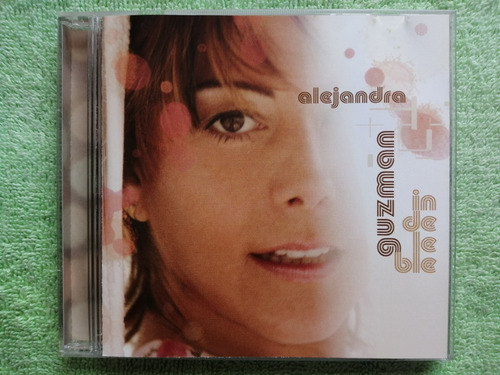 alejandra
guzman
in
de
le
ble